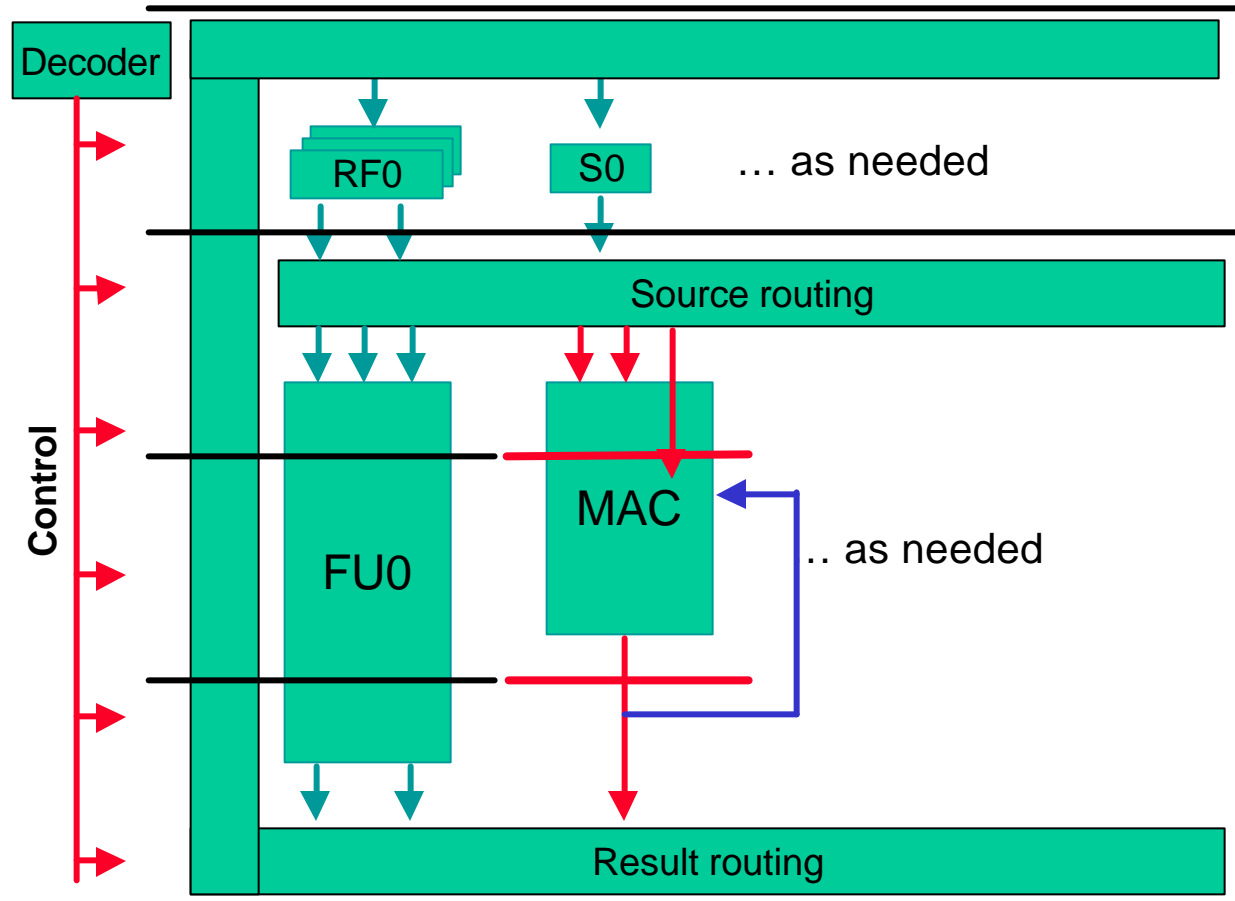 Decoder
RF0
S0
… as needed
Source routing
Control
MAC
FU0
.. as needed
Result routing